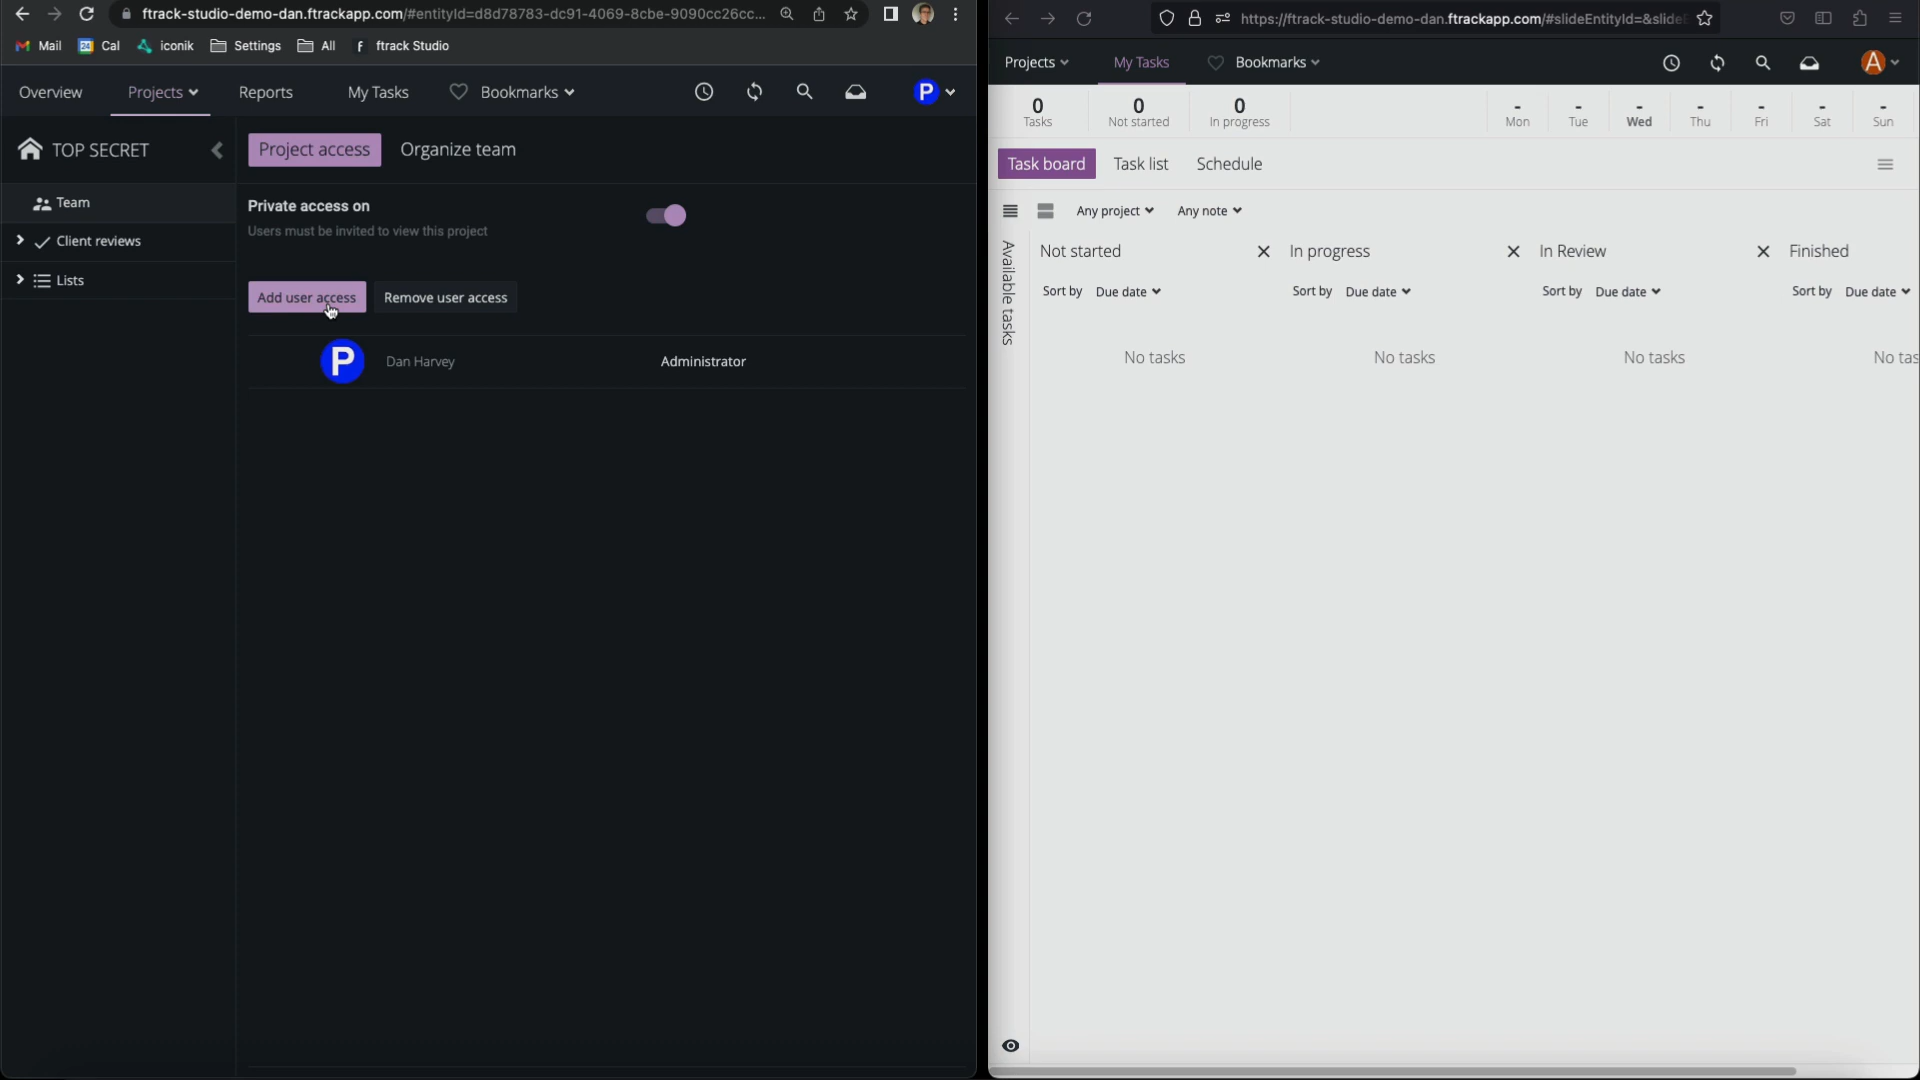 ftrack-studio-demo-dan.ftrackapp.com/#entityId=d8d78783-dc91-4069-8cbe-9090cc26cc...
Mail Cal iconik Settings All ftrack Studio
Overview Projects Reports My Tasks Bookmarks P
TOP SECRET
Team
Client reviews
Lists
Project access Organize team
Private access on
Users must be invited to view this project
Add user access Remove user access
P Dan Harvey Administrator
https://ftrack-studio-demo-dan.ftrackapp.com/#slideEntityId=&slideE
Projects My Tasks Bookmarks A
0 0 0 - - - - - - -
Tasks Not started In progress Mon Tue Wed Thu Fri Sat Sun
Task board Task list Schedule
Any project Any note
Available tasks
Not started In progress In Review Finished
Sort by Due date Sort by Due date Sort by Due date Sort by Due date
No tasks No tasks No tasks No tas